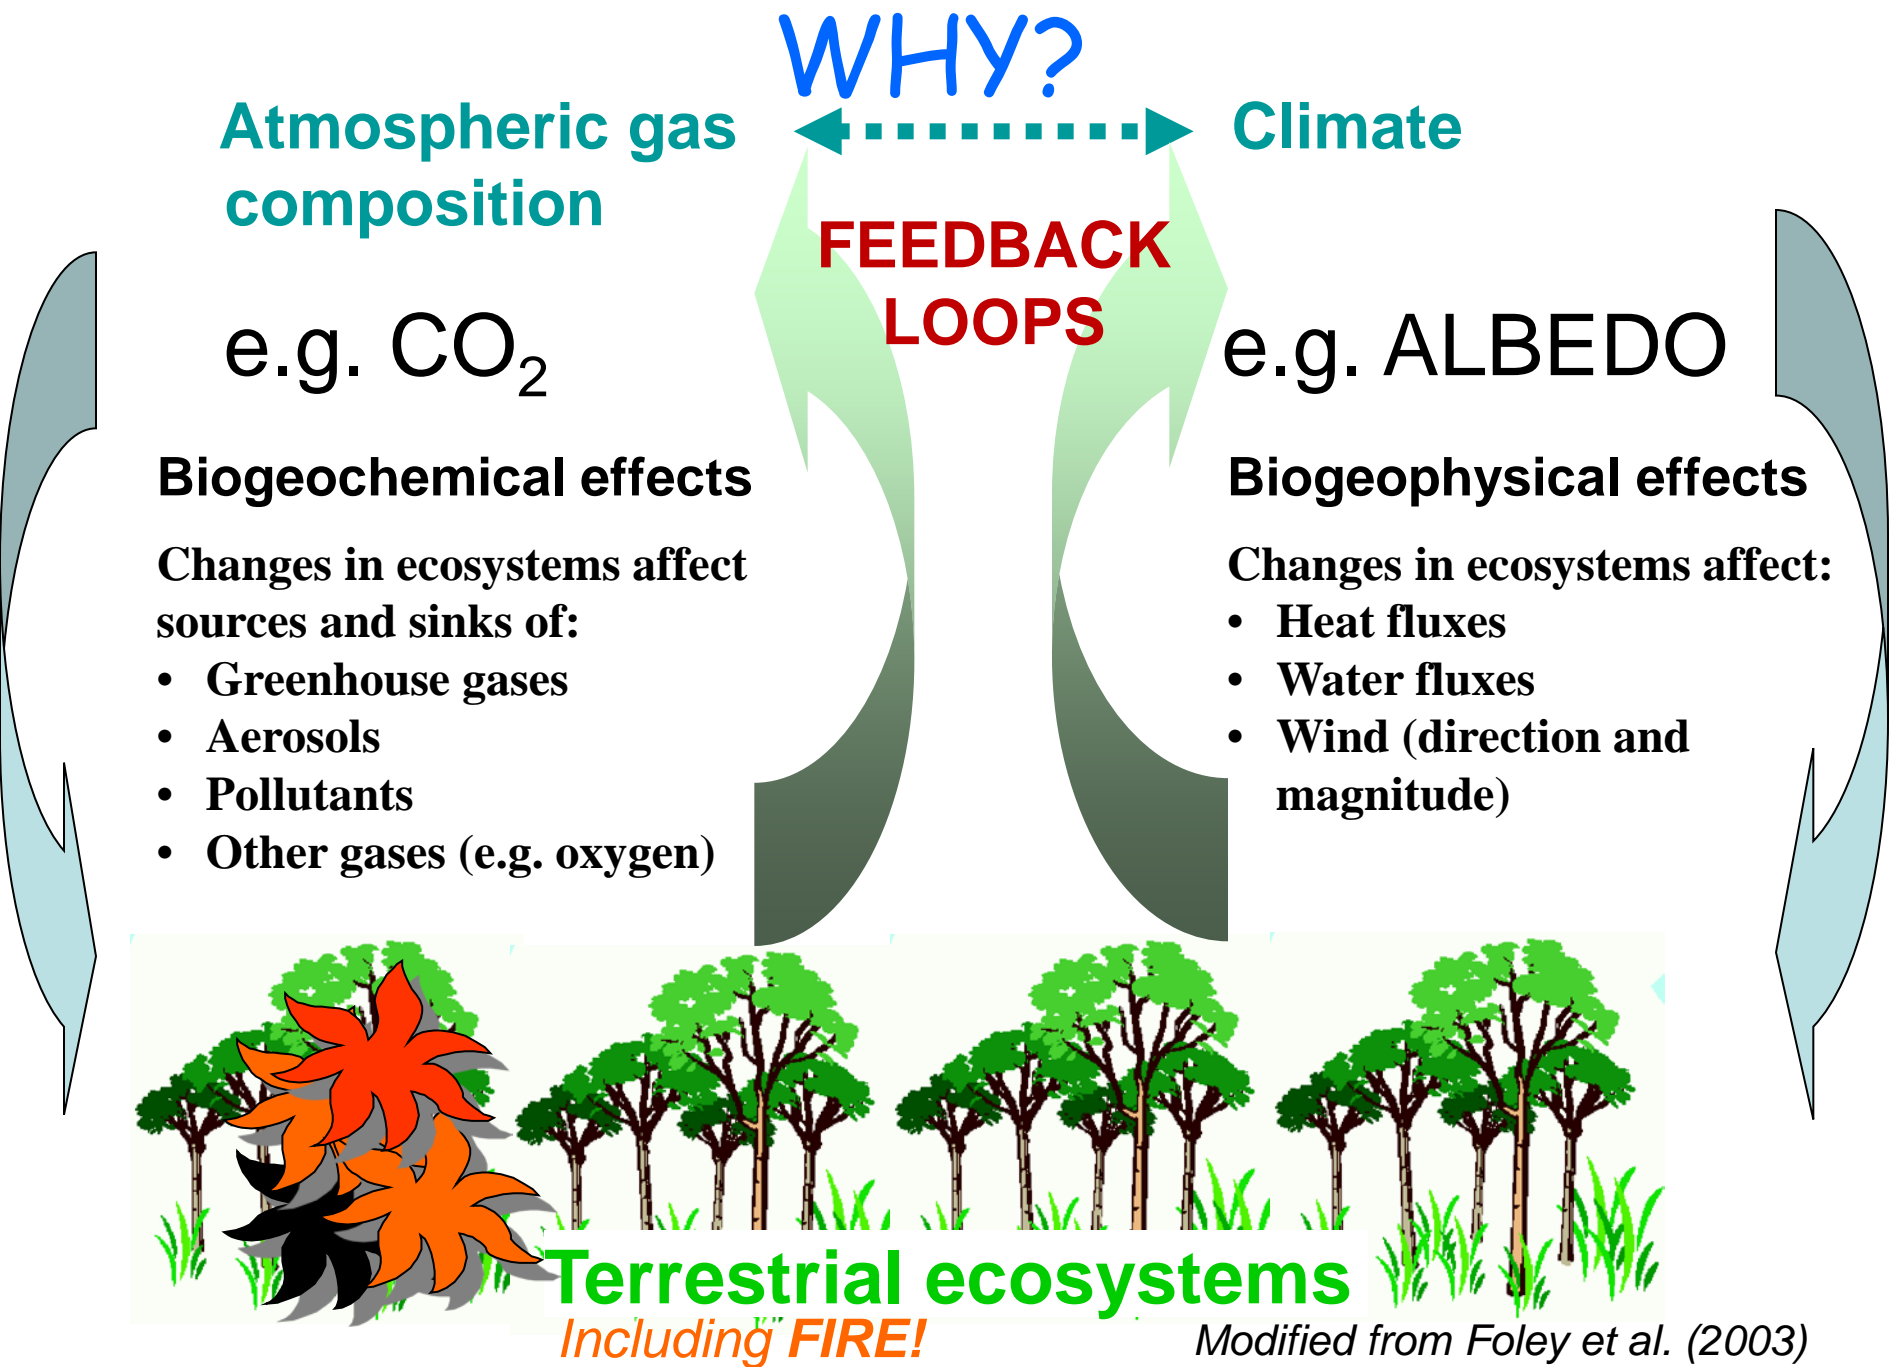 WHY?
Atmospheric gas
composition
Climate
FEEDBACK
LOOPS
e.g. CO₂
e.g. ALBEDO
Biogeochemical effects
Changes in ecosystems affect
sources and sinks of:
• Greenhouse gases
• Aerosols
• Pollutants
• Other gases (e.g. oxygen)
Biogeophysical effects
Changes in ecosystems affect:
• Heat fluxes
• Water fluxes
• Wind (direction and
magnitude)
Terrestrial ecosystems
Including FIRE!
Modified from Foley et al. (2003)